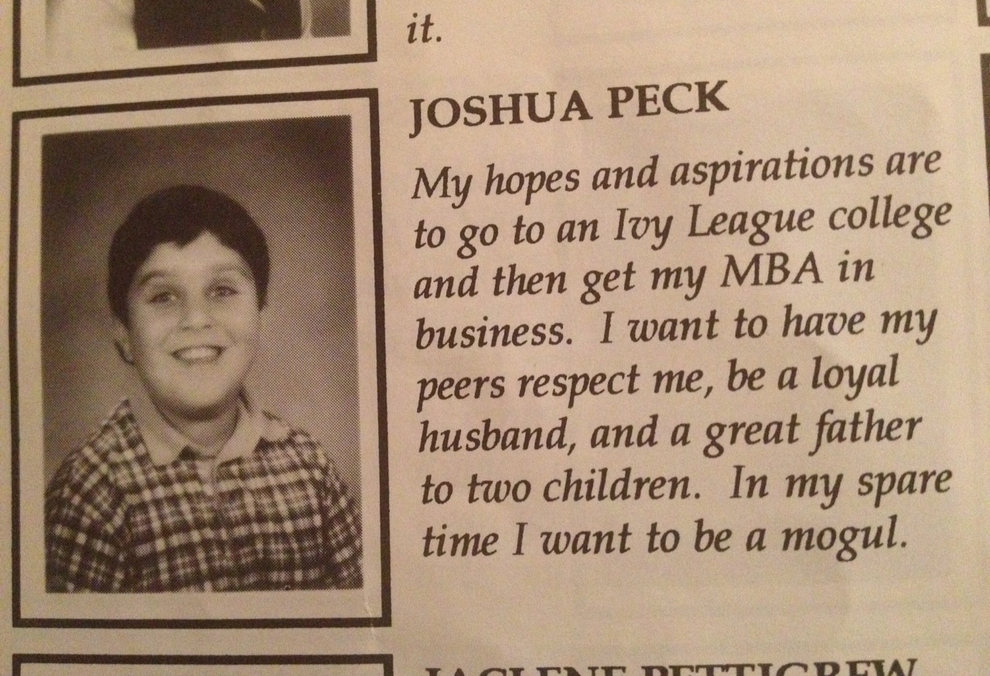 it.
JOSHUA PECK
My hopes and aspirations are
to go to an Ivy League college
and then get my MBA in
business. I want to have my
peers respect me, be a loyal
husband, and a great father
to two children. In my spare
time I want to be a mogul.
JACLENE PETTIGREW